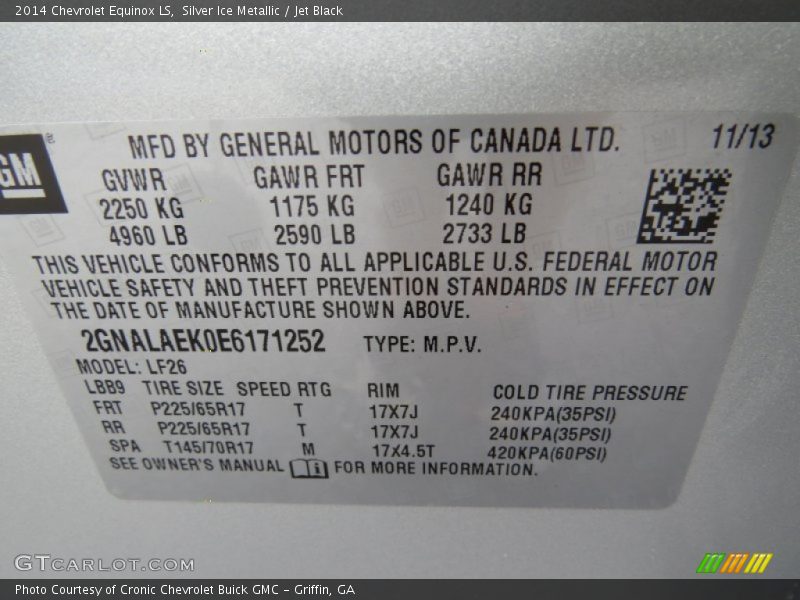 2014 Chevrolet Equinox LS,  Silver Ice Metallic / Jet Black
GM
MFD BY GENERAL MOTORS OF CANADA LTD. 11/13
GVWR GAWR FRT GAWR RR
2250 KG 1175 KG 1240 KG
4960 LB 2590 LB 2733 LB
THIS VEHICLE CONFORMS TO ALL APPLICABLE U.S. FEDERAL MOTOR
VEHICLE SAFETY AND THEFT PREVENTION STANDARDS IN EFFECT ON
THE DATE OF MANUFACTURE SHOWN ABOVE.
2GNALAEK0E6171252 TYPE: M.P.V.
MODEL: LF26
LBB9 TIRE SIZE SPEED RTG RIM COLD TIRE PRESSURE
FRT P225/65R17 T 17X7J 240KPA(35PSI)
RR P225/65R17 T 17X7J 240KPA(35PSI)
SPA T145/70R17 M 17X4.5T 420KPA(60PSI)
SEE OWNER'S MANUAL FOR MORE INFORMATION.
GTCARLOT.COM
Photo Courtesy of Cronic Chevrolet Buick GMC – Griffin, GA